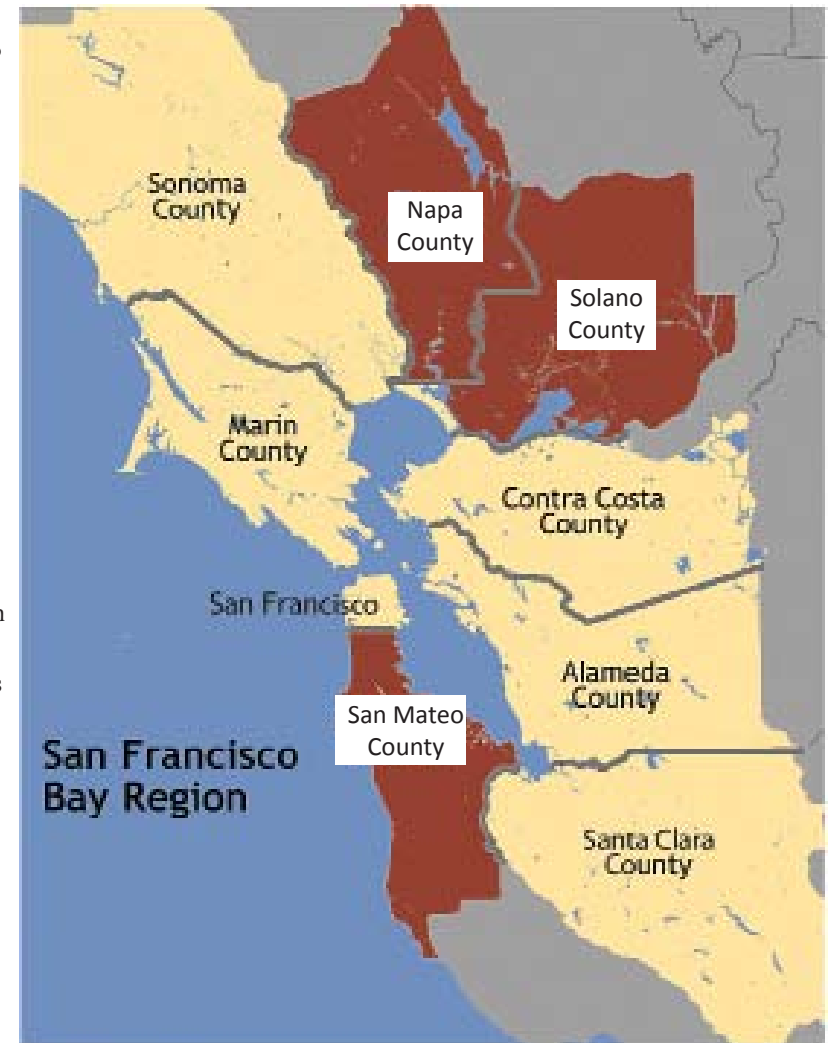 Sonoma
County
Napa
County
Solano
County
Marin
County
Contra Costa
County
San Francisco
Alameda
County
San Mateo
County
San Francisco
Bay Region
Santa Clara
County